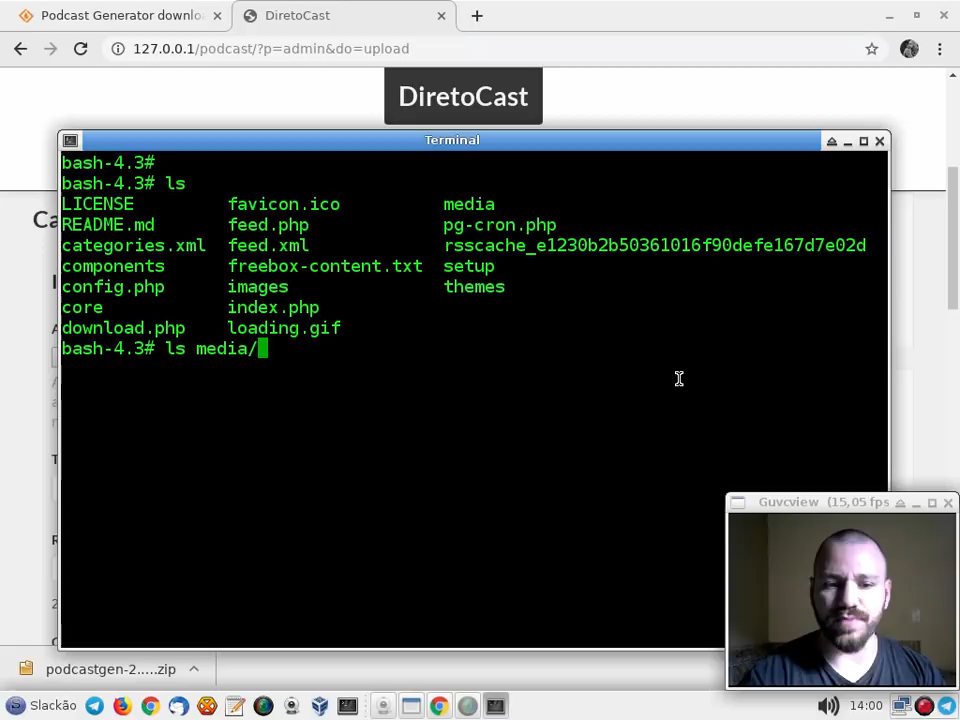 Podcast Generator downlo
DiretoCast
127.0.0.1/podcast/?p=admin&do=upload
DiretoCast
Terminal
bash-4.3#
bash-4.3# ls
LICENSE favicon.ico media
README.md feed.php pg-cron.php
categories.xml feed.xml rsscache_e1230b2b50361016f90defe167d7e02d
components freebox-content.txt setup
config.php images themes
core index.php
download.php loading.gif
bash-4.3# ls media/
Guvcview (15,05 fps
podcastgen-2.....zip
Slackão
14:00